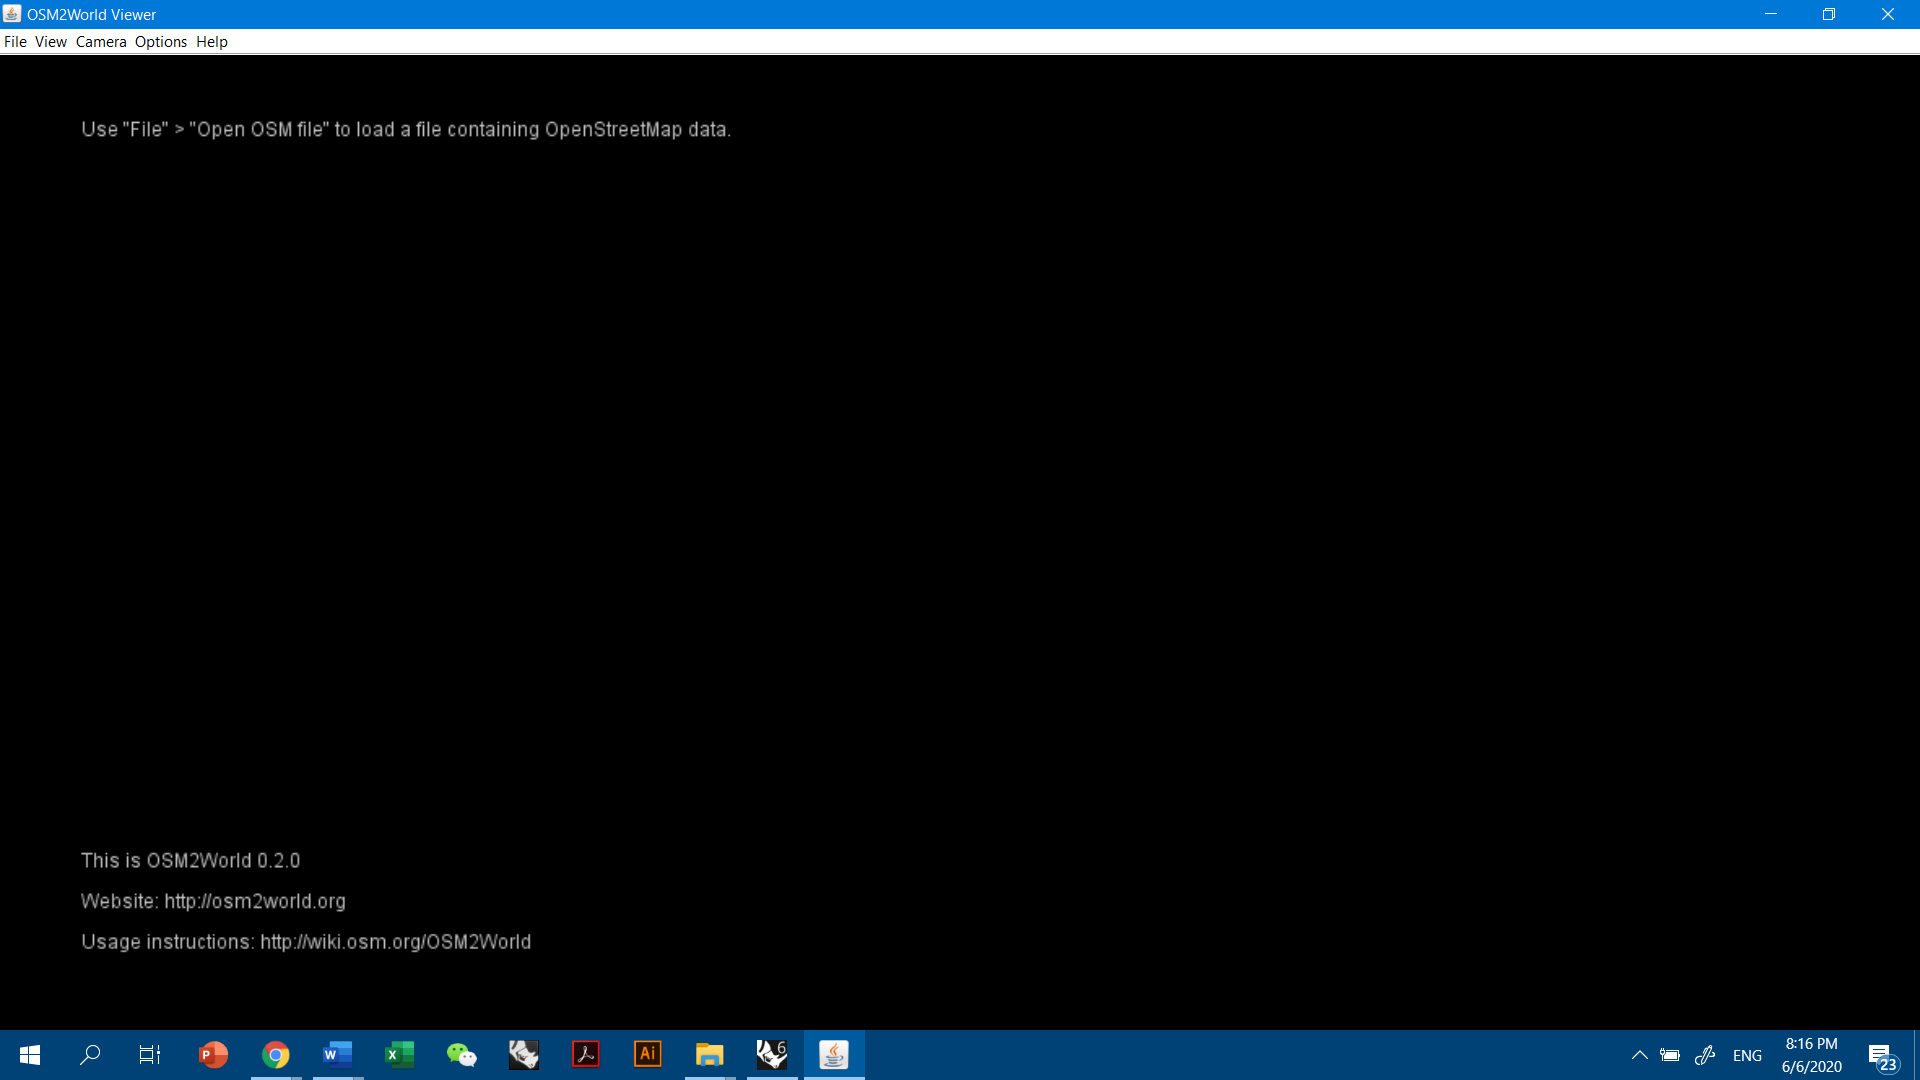 OSM2World Viewer
File View Camera Options Help
Use "File" > "Open OSM file" to load a file containing OpenStreetMap data.
This is OSM2World 0.2.0
Website: http://osm2world.org
Usage instructions: http://wiki.osm.org/OSM2World
P
W
X
Ai
6
ENG
8:16 PM
6/6/2020
23